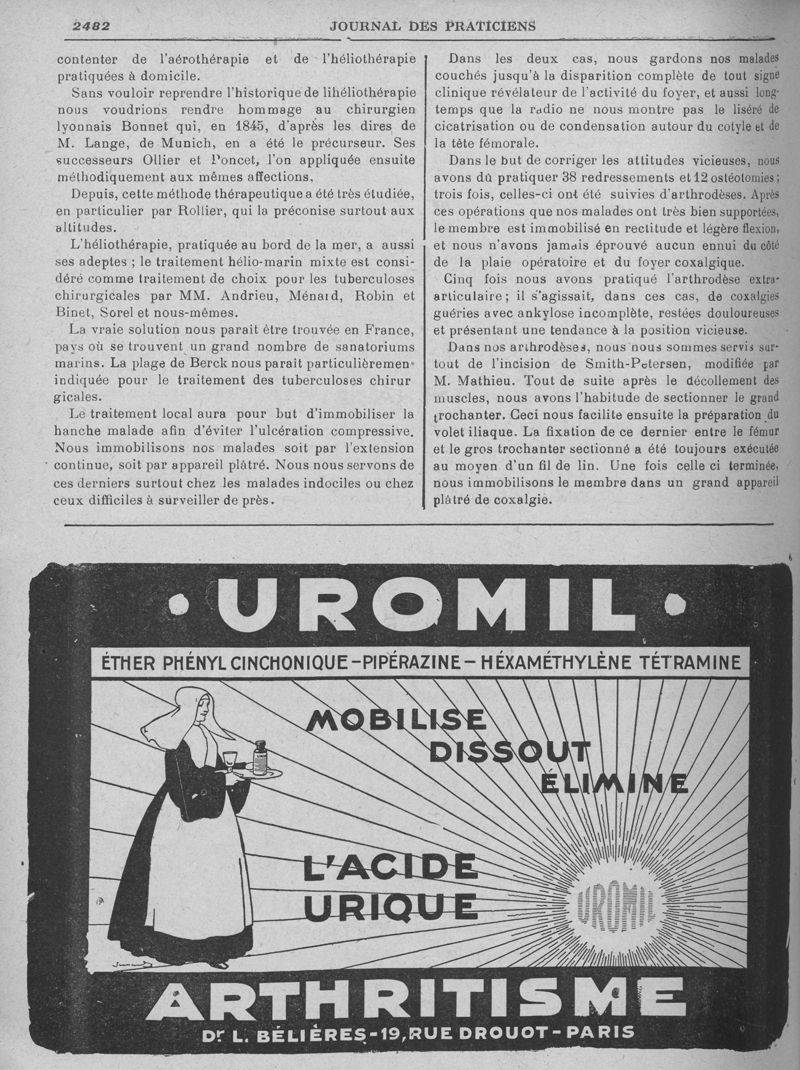 2482
JOURNAL DES PRATICIENS
contenter de l'aérothérapie et de l'héliothérapie
pratiquées à domicile.
Sans vouloir reprendre l'historique de lihéliothérapie
nous voudrions rendre hommage au chirurgien
lyonnais Bonnet qui, en 1845, d'après les dires de
M. Lange, de Munich, en a été le précurseur. Ses
successeurs Ollier et Poncet, l'on appliquée ensuite
méthodiquement aux mêmes affections.
Depuis, cette méthode thérapeutique a été très étudiée,
en particulier par Rollier, qui la préconise surtout aux
altitudes.
L'héliothérapie, pratiquée au bord de la mer, a aussi
ses adeptes ; le traitement hélio-marin mixte est consi-
déré comme traitement de choix pour les tuberculoses
chirurgicales par MM. Andrieu, Ménard, Robin et
Binet, Sorel et nous-mêmes.
La vraie solution nous parait être trouvée en France,
pays où se trouvent un grand nombre de sanatoriums
marins. La plage de Berck nous parait particulièremen
indiquée pour le traitement des tuberculoses chirur
gicales.
Le traitement local aura pour but d'immobiliser la
hanche malade afin d'éviter l'ulcération compressive.
Nous immobilisons nos malades soit par l'extension
continue, soit par appareil plâtré. Nous nous servons de
ces derniers surtout chez les malades indociles ou chez
ceux difficiles à surveiller de près.
Dans les deux cas, nous gardons nos malades
couchés jusqu'à la disparition complète de tout signe
clinique révélateur de l'activité du foyer, et aussi long-
temps que la radio ne nous montre pas le liséré de
cicatrisation ou de condensation autour du cotyle et de
la tête fémorale.
Dans le but de corriger les attitudes vicieuses, nous
avons dû pratiquer 38 redressements et 12 ostéotomies ;
trois fois, celles-ci ont été suivies d'arthrodèses. Après
ces opérations que nos malades ont très bien supportées,
le membre est immobilisé en rectitude et légère flexion,
et nous n'avons jamais éprouvé aucun ennui du côté
de la plaie opératoire et du foyer coxalgique.
Cinq fois nous avons pratiqué l'arthrodèse extra-
articulaire ; il s'agissait, dans ces cas, de coxalgies
guéries avec ankylose incomplète, restées douloureuses
et présentant une tendance à la position vicieuse.
Dans nos arthrodèses, nous nous sommes servis sur-
tout de l'incision de Smith-Petersen, modifiée par
M. Mathieu. Tout de suite après le décollement des
muscles, nous avons l'habitude de sectionner le grand
trochanter. Ceci nous facilite ensuite la préparation du
volet iliaque. La fixation de ce dernier entre le fémur
et le gros trochanter sectionné a été toujours exécutée
au moyen d'un fil de lin. Une fois celle ci terminée,
nous immobilisons le membre dans un grand appareil
plâtré de coxalgie.
• UROMIL •
ÉTHER PHÉNYL CINCHONIQUE - PIPÉRAZINE - HÉXAMÉTHYLÈNE TÉTRAMINE
MOBILISE
DISSOUT
ÉLIMINE
L'ACIDE
URIQUE
UROMIL
ARTHRITISME
Dr L. BÉLIÈRES - 19, RUE DROUOT - PARIS